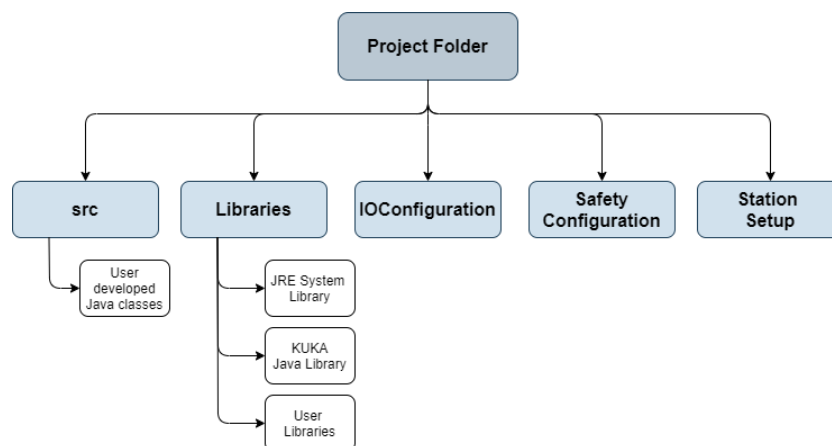 Project Folder
src
Libraries
IOConfiguration
Safety
Configuration
Station
Setup
User
developed
Java classes
JRE System
Library
KUKA
Java Library
User
Libraries